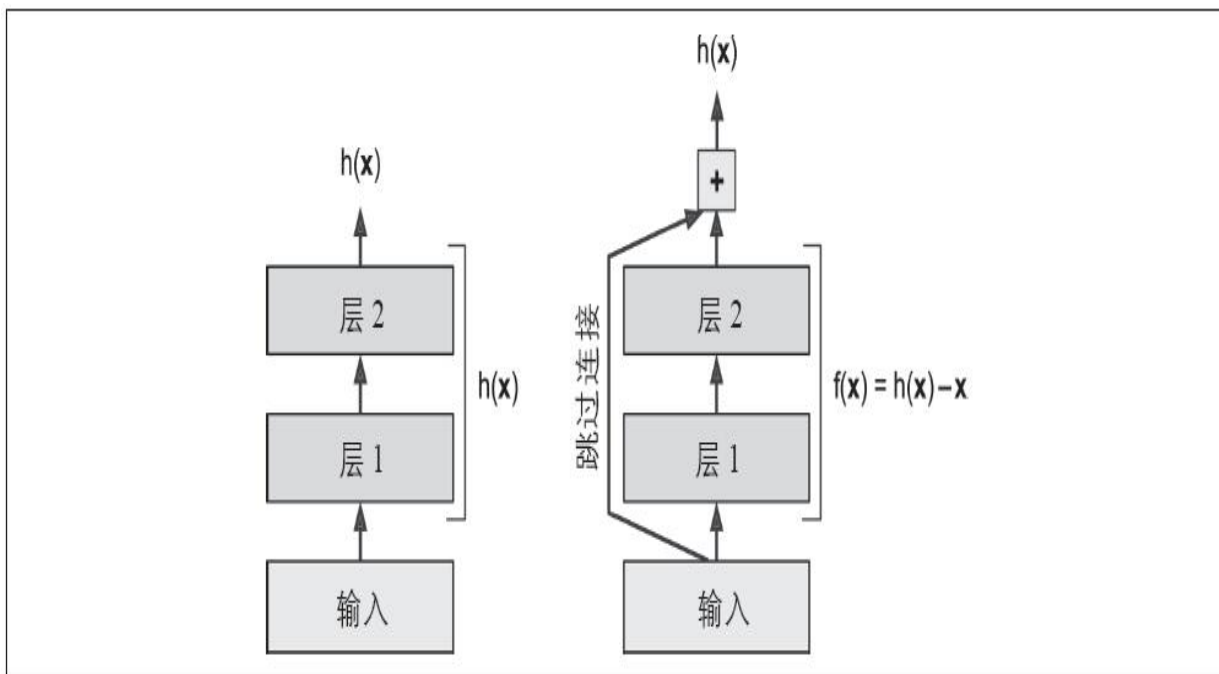 h(x)
层 2
h(x)
层 1
输入
h(x)
+
跳过连接
层 2
f(x) = h(x)–x
层 1
输入